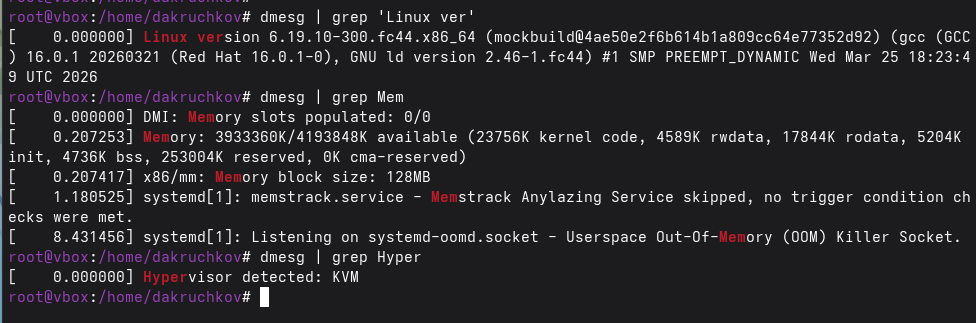 root@vbox:/home/dakruchkov# dmesg | grep 'Linux ver'
[    0.000000] Linux version 6.19.10-300.fc44.x86_64 (mockbuild@4ae50e2f6b614b1a809cc64e77352d92) (gcc (GCC
) 16.0.1 20260321 (Red Hat 16.0.1-0), GNU ld version 2.46-1.fc44) #1 SMP PREEMPT_DYNAMIC Wed Mar 25 18:23:4
9 UTC 2026
root@vbox:/home/dakruchkov# dmesg | grep Mem
[    0.000000] DMI: Memory slots populated: 0/0
[    0.207253] Memory: 3933360K/4193848K available (23756K kernel code, 4589K rwdata, 17844K rodata, 5204K
init, 4736K bss, 253004K reserved, 0K cma-reserved)
[    0.207417] x86/mm: Memory block size: 128MB
[    1.180525] systemd[1]: memstrack.service - Memstrack Anylazing Service skipped, no trigger condition ch
ecks were met.
[    8.431456] systemd[1]: Listening on systemd-oomd.socket - Userspace Out-Of-Memory (OOM) Killer Socket.
root@vbox:/home/dakruchkov# dmesg | grep Hyper
[    0.000000] Hypervisor detected: KVM
root@vbox:/home/dakruchkov#